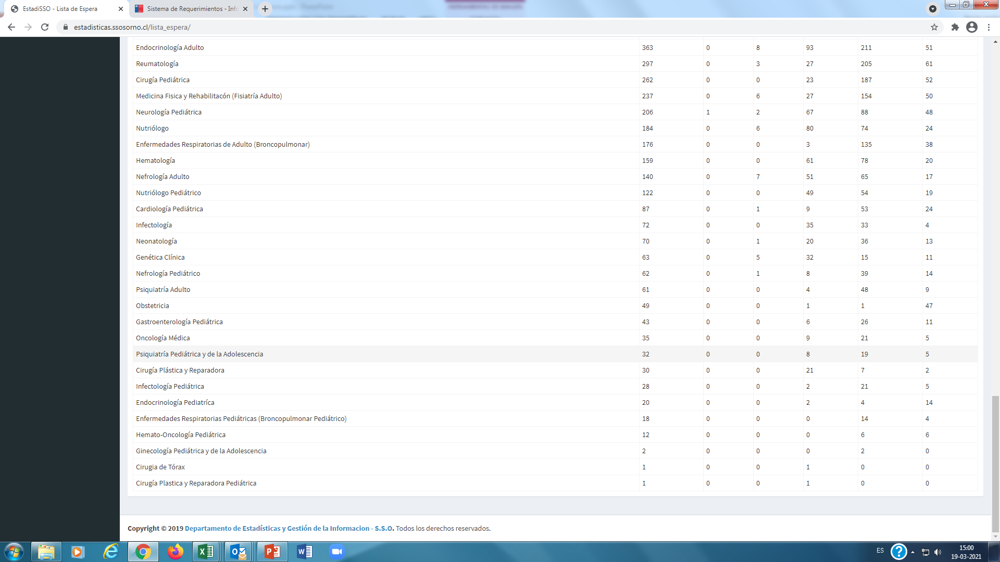 EstadiSSO - Lista de Espera
Sistema de Requerimientos - Info
estadisticas.ssosorno.cl/lista_espera/
Endocrinología Adulto 363 0 8 93 211 51
Reumatología 297 0 3 27 205 61
Cirugía Pediátrica 262 0 0 23 187 52
Medicina Fisica y Rehabilitacón (Fisiatría Adulto) 237 0 6 27 154 50
Neurología Pediátrica 206 1 2 67 88 48
Nutriólogo 184 0 6 80 74 24
Enfermedades Respiratorias de Adulto (Broncopulmonar) 176 0 0 3 135 38
Hematología 159 0 0 61 78 20
Nefrología Adulto 140 0 7 51 65 17
Nutriólogo Pediátrico 122 0 0 49 54 19
Cardiología Pediátrica 87 0 1 9 53 24
Infectología 72 0 0 35 33 4
Neonatología 70 0 1 20 36 13
Genética Clínica 63 0 5 32 15 11
Nefrología Pediátrico 62 0 1 8 39 14
Psiquiatría Adulto 61 0 0 4 48 9
Obstetricia 49 0 0 1 1 47
Gastroenterología Pediátrica 43 0 0 6 26 11
Oncología Médica 35 0 0 9 21 5
Psiquiatría Pediátrica y de la Adolescencia 32 0 0 8 19 5
Cirugía Plástica y Reparadora 30 0 0 21 7 2
Infectología Pediátrica 28 0 0 2 21 5
Endocrinología Pediatríca 20 0 0 2 4 14
Enfermedades Respiratorias Pediátricas (Broncopulmonar Pediátrico) 18 0 0 0 14 4
Hemato-Oncología Pediátrica 12 0 0 0 6 6
Ginecología Pediátrica y de la Adolescencia 2 0 0 0 2 0
Cirugia de Tórax 1 0 0 1 0 0
Cirugía Plastica y Reparadora Pediátrica 1 0 0 1 0 0
Copyright © 2019 Departamento de Estadísticas y Gestión de la Informacion - S.S.O. Todos los derechos reservados.
ES
15:00
19-03-2021